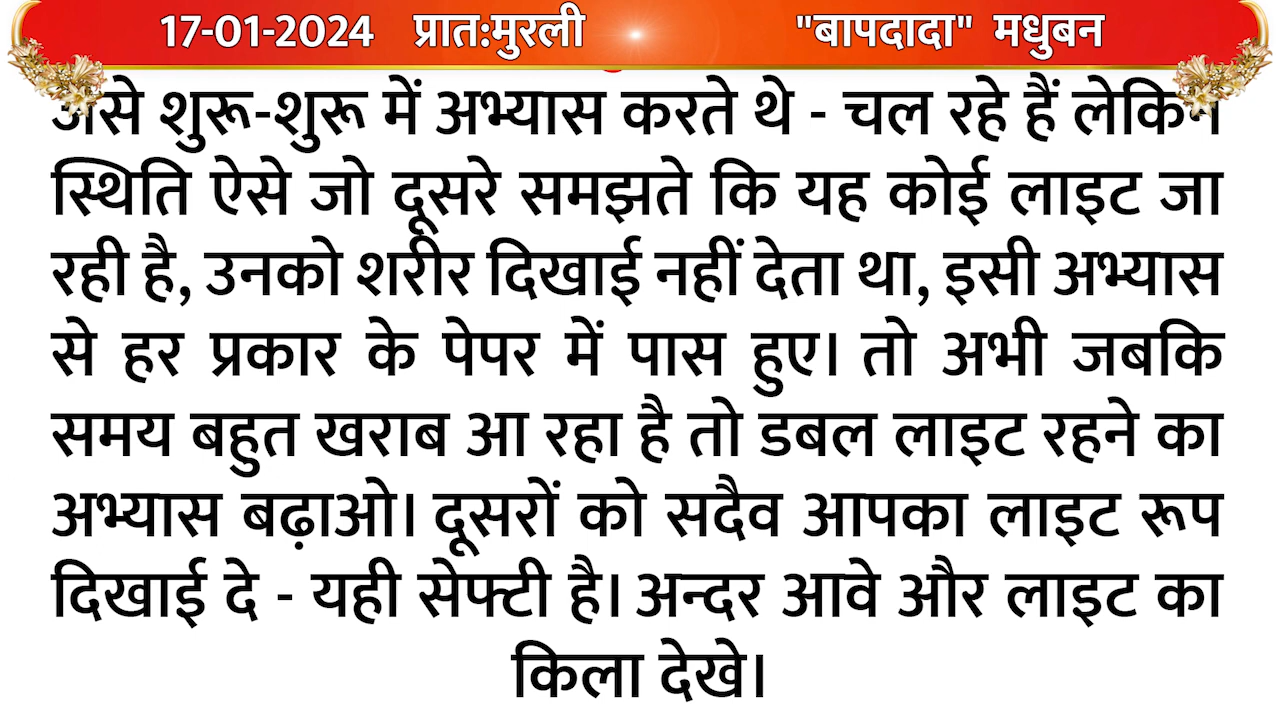 17-01-2024 प्रात:मुरली "बापदादा" मधुबन
जैसे शुरू-शुरू में अभ्यास करते थे - चल रहे हैं लेकिन
स्थिति ऐसे जो दूसरे समझते कि यह कोई लाइट जा
रही है, उनको शरीर दिखाई नहीं देता था, इसी अभ्यास
से हर प्रकार के पेपर में पास हुए। तो अभी जबकि
समय बहुत खराब आ रहा है तो डबल लाइट रहने का
अभ्यास बढ़ाओ। दूसरों को सदैव आपका लाइट रूप
दिखाई दे - यही सेफ्टी है। अन्दर आवे और लाइट का
किला देखे।